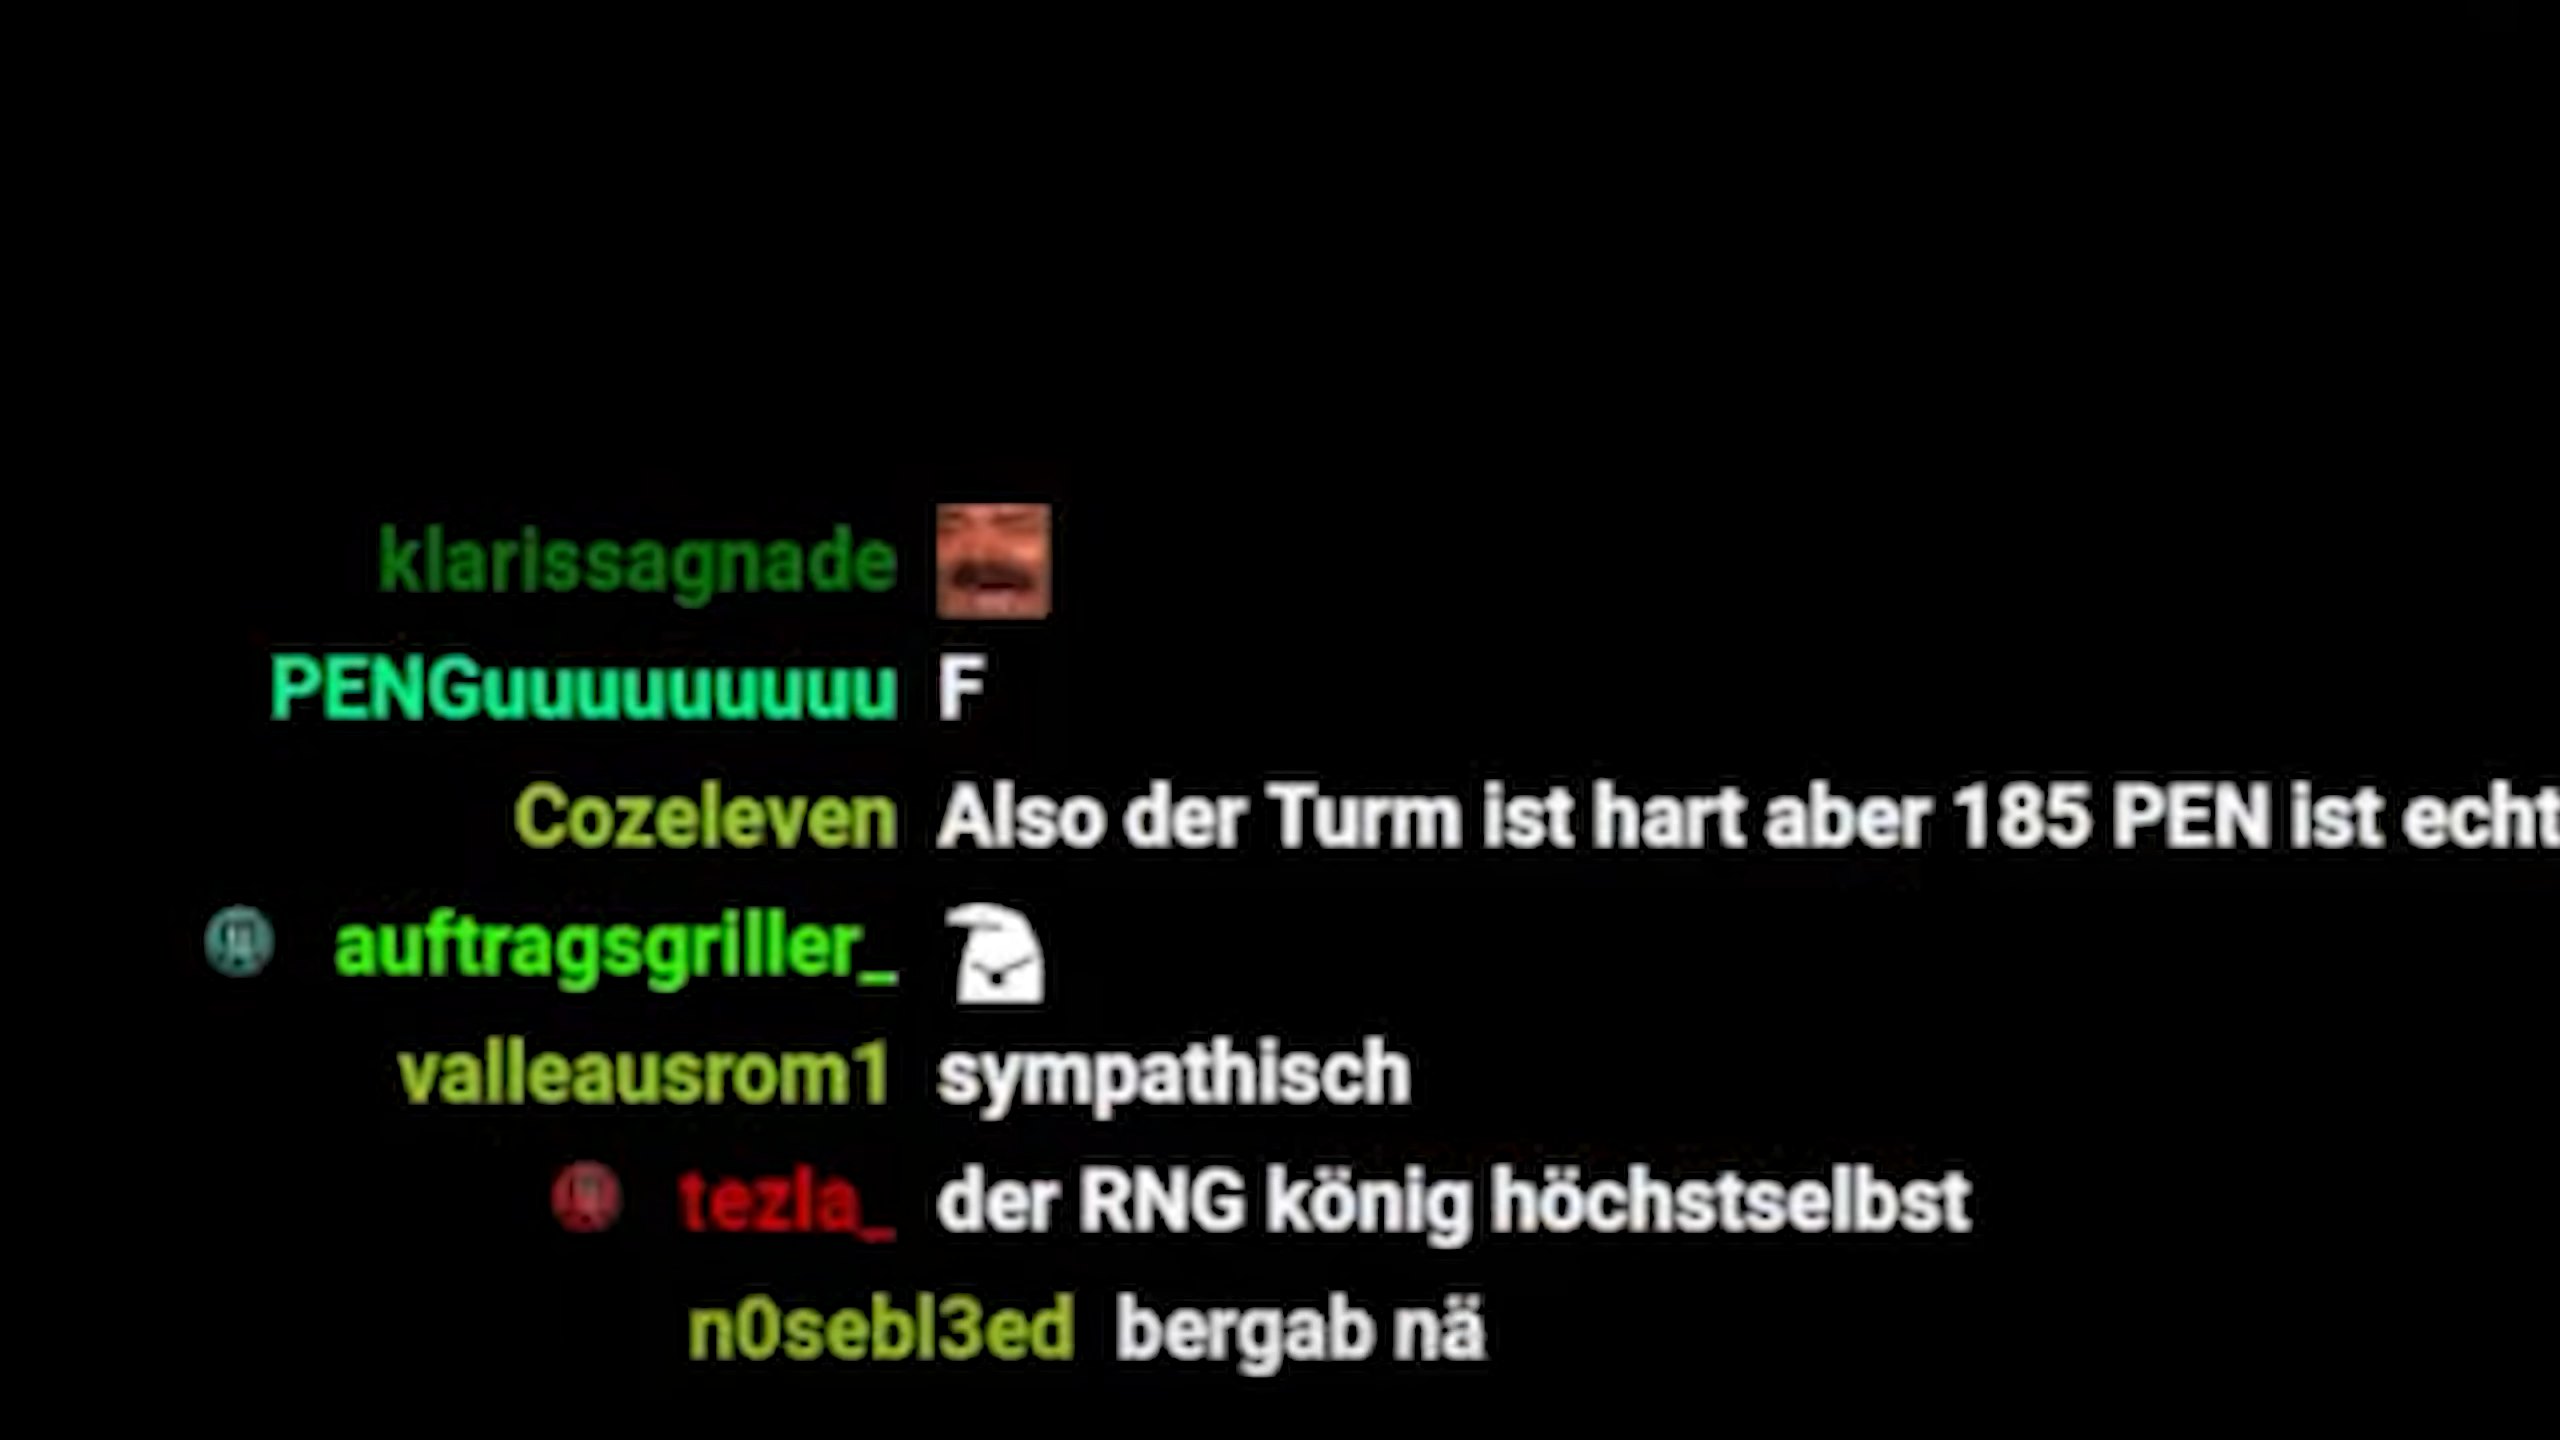 klarissagnade
PENGuuuuuuuuu F
Cozeleven Also der Turm ist hart aber 185 PEN ist echt
auftragsgriller_
valleausrom1 sympathisch
tezla_ der RNG könig höchstselbst
n0sebl3ed bergab nä